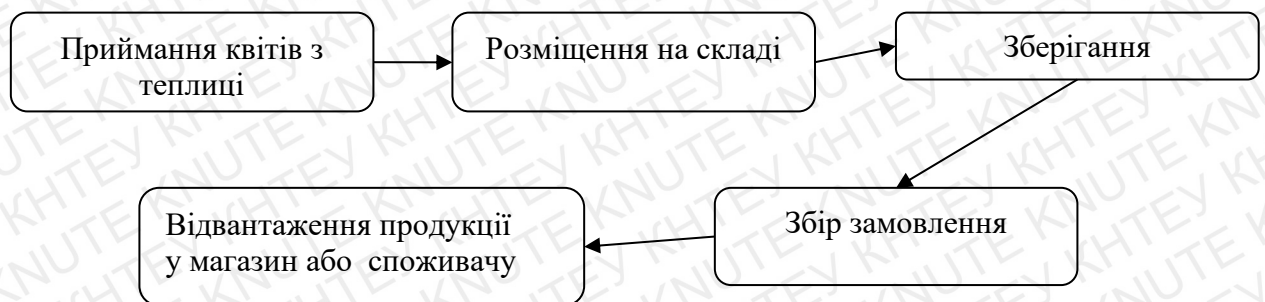 Приймання квітів з
теплиці
Розміщення на складі
Зберігання
Збір замовлення
Відвантаження продукції
у магазин або споживачу